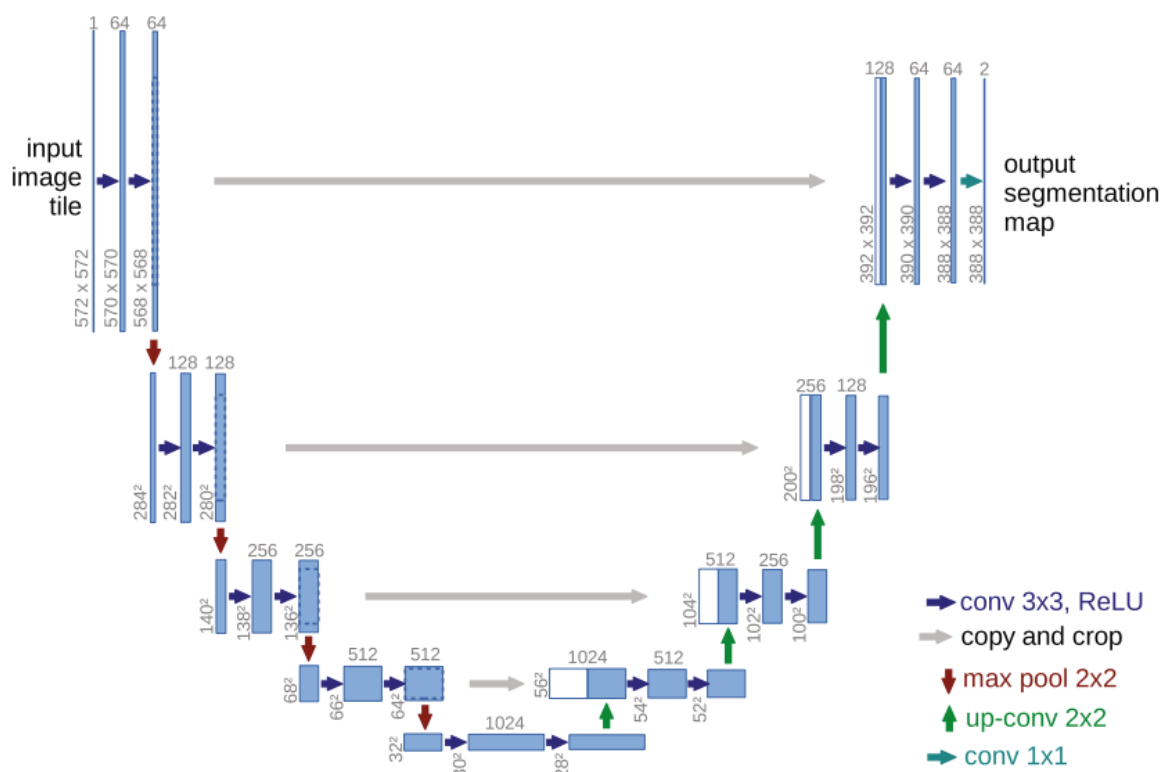 1 64 64
128 64 64 2
input
image
tile
output
segmentation
map
572 x 572
570 x 570
568 x 568
392 x 392
390 x 390
388 x 388
388 x 388
128 128
256 128
284²
282²
280²
200²
198²
196²
256 256
512 256
140²
138²
136²
104²
102²
100²
512 512
1024 512
68²
66²
64²
56²
54²
52²
1024
32²
conv 3x3, ReLU
copy and crop
max pool 2x2
up-conv 2x2
conv 1x1